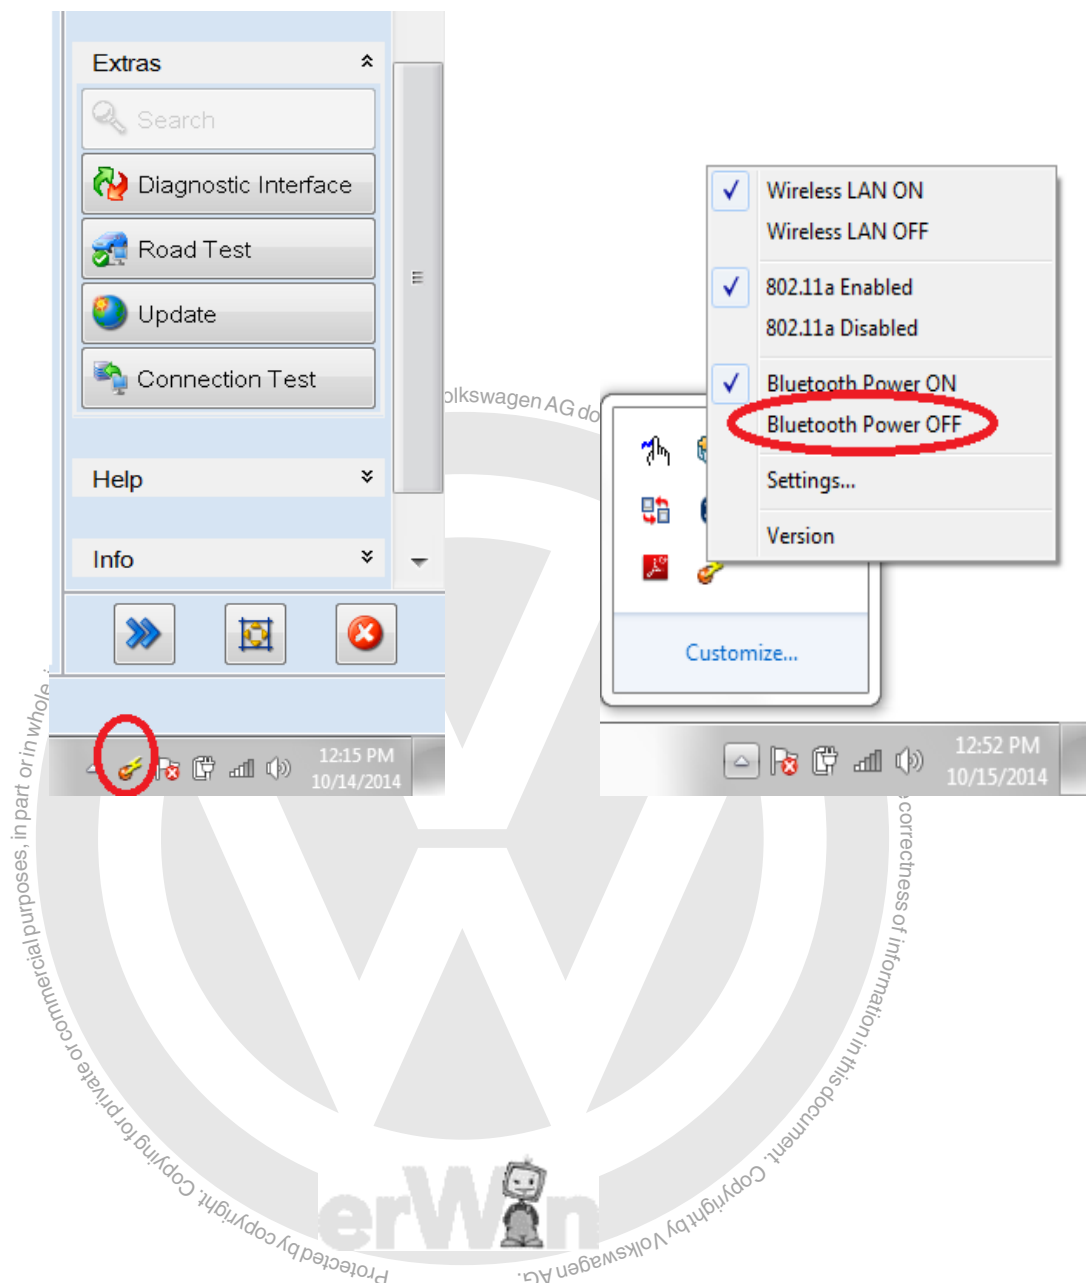 Extras
Search
Diagnostic Interface
Road Test
Update
Connection Test
Help
Info
12:15 PM
10/14/2014
Wireless LAN ON
Wireless LAN OFF
802.11a Enabled
802.11a Disabled
Bluetooth Power ON
Bluetooth Power OFF
Settings...
Version
Customize...
12:52 PM
10/15/2014
olkswagen AG do
correctness of information in this document. Copyright by Volkswagen AG.
Protected by copyright. Copying for private or commercial purposes, in part or in whole, i
erWin